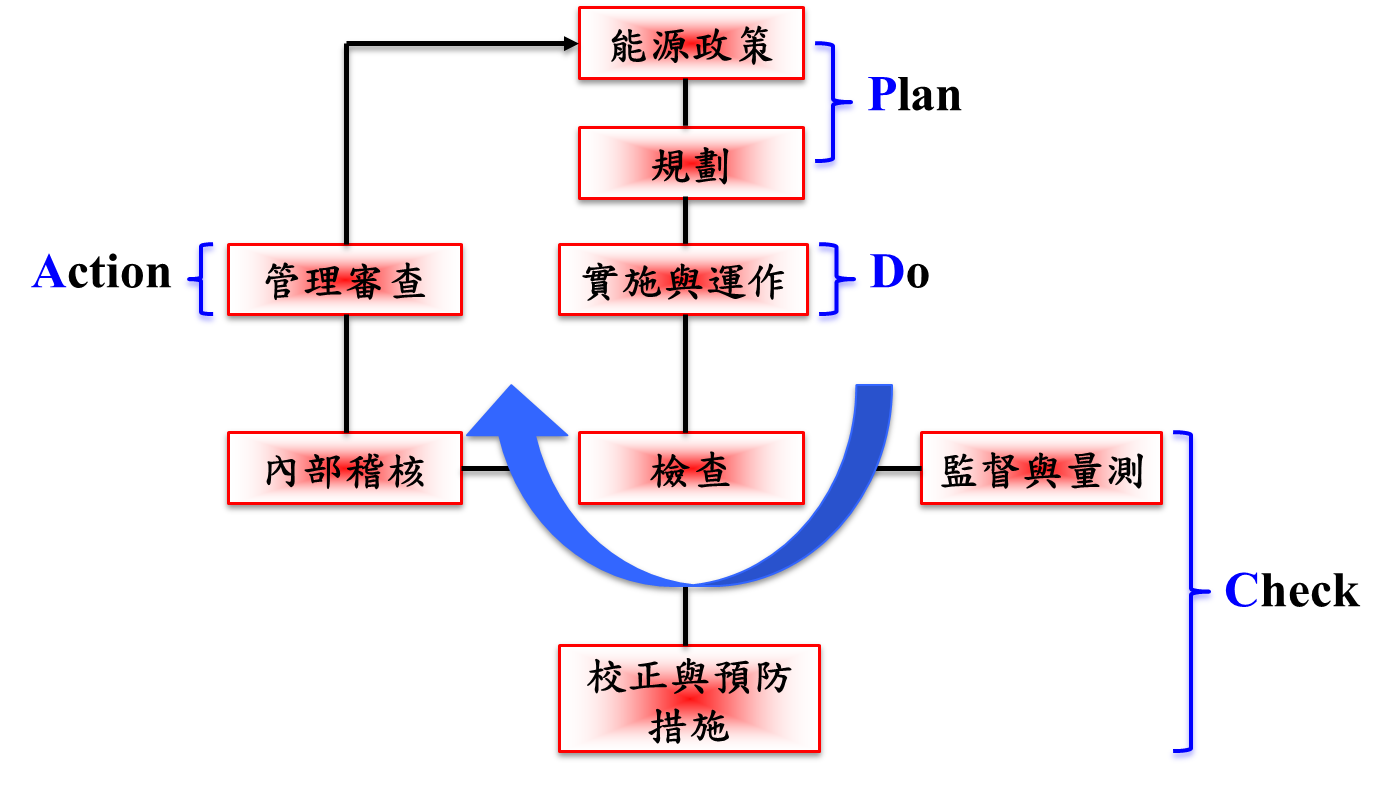 能源政策
Plan
規劃
Action
管理審查
實施與運作
Do
內部稽核
檢查
監督與量測
Check
校正與預防
措施